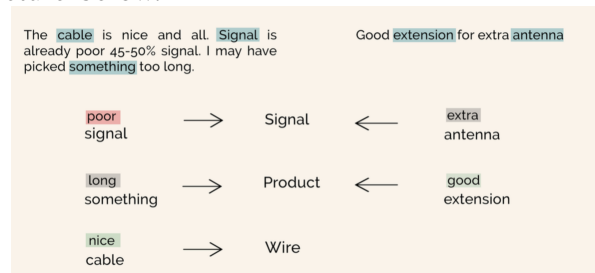 The cable is nice and all. Signal is
already poor 45-50% signal. I may have
picked something too long.
Good extension for extra antenna
poor
signal
Signal
extra
antenna
long
something
Product
good
extension
nice
cable
Wire